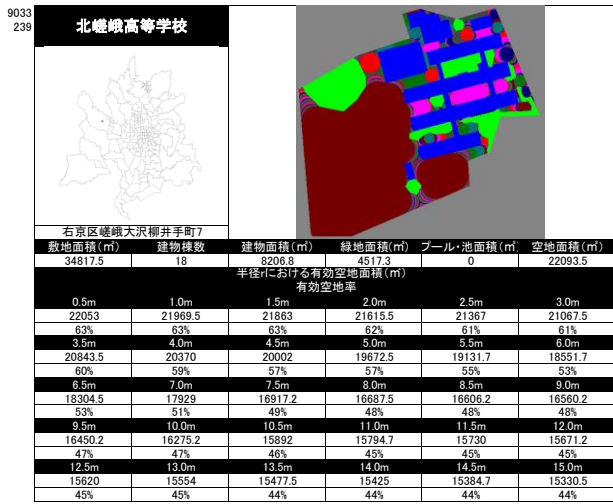 9033
239
北嵯峨高等学校
右京区嵯峨大沢柳井手町7
敷地面積(㎡) 建物棟数 建物面積(㎡) 緑地面積(㎡) プール・池面積(㎡ 空地面積(㎡)
34817.5 18 8206.8 4517.3 0 22093.5
半径rにおける有効空地面積(㎡)
有効空地率
0.5m 1.0m 1.5m 2.0m 2.5m 3.0m
22053 21969.5 21863 21615.5 21367 21067.5
63% 63% 63% 62% 61% 61%
3.5m 4.0m 4.5m 5.0m 5.5m 6.0m
20843.5 20370 20002 19672.5 19131.7 18551.7
60% 59% 57% 57% 55% 53%
6.5m 7.0m 7.5m 8.0m 8.5m 9.0m
18304.5 17929 16917.2 16687.5 16606.2 16560.2
53% 51% 49% 48% 48% 48%
9.5m 10.0m 10.5m 11.0m 11.5m 12.0m
16450.2 16275.2 15892 15794.7 15730 15671.2
47% 47% 46% 45% 45% 45%
12.5m 13.0m 13.5m 14.0m 14.5m 15.0m
15620 15554 15477.5 15425 15384.7 15330.5
45% 45% 44% 44% 44% 44%